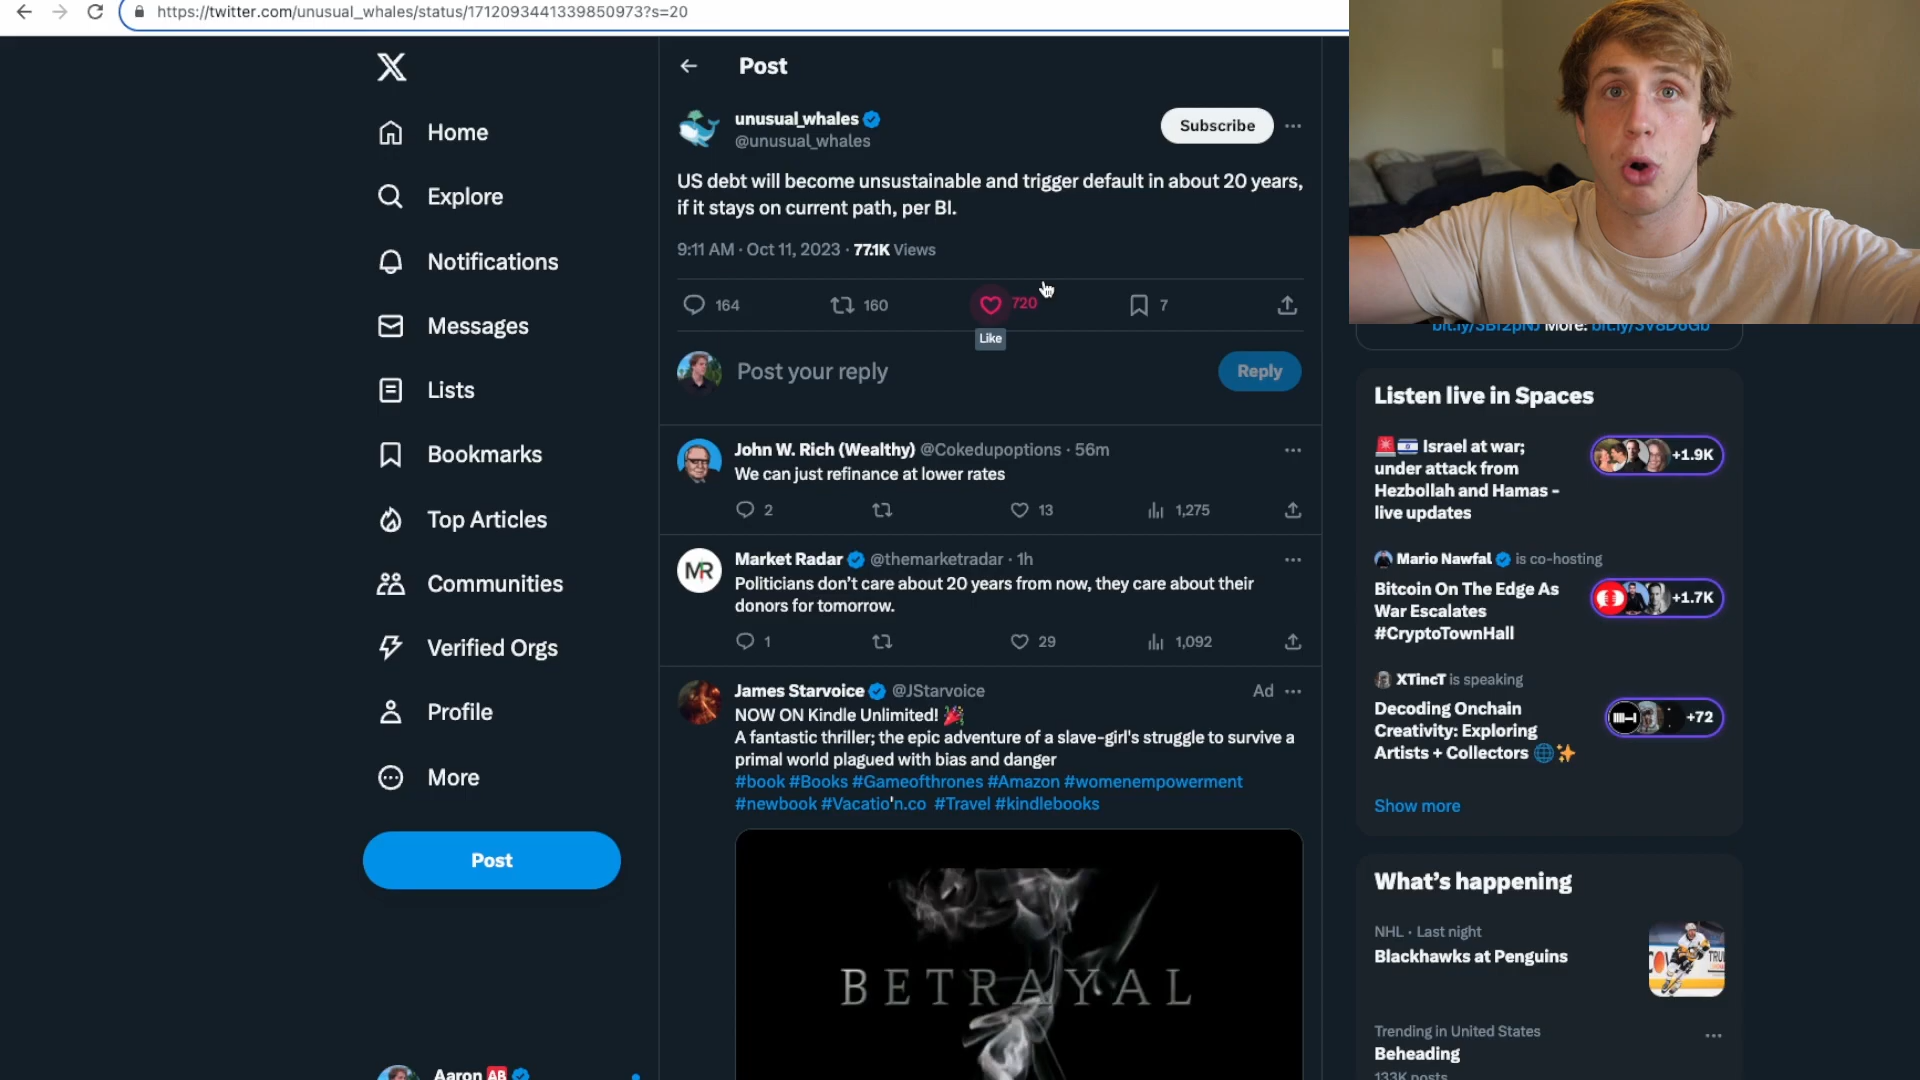 https://twitter.com/unusual_whales/status/1712093441339850973?s=20
Home
Explore
Notifications
Messages
Lists
Bookmarks
Top Articles
Communities
Verified Orgs
Profile
More
Post
Aaron AB
Post
unusual_whales
@unusual_whales
Subscribe
US debt will become unsustainable and trigger default in about 20 years,
if it stays on current path, per BI.
9:11 AM · Oct 11, 2023 · 77.1K Views
164 160 720 7
Like
Post your reply
Reply
John W. Rich (Wealthy) @Cokedupoptions · 56m
We can just refinance at lower rates
2 13 1,275
MR
Market Radar @themarketradar · 1h
Politicians don't care about 20 years from now, they care about their
donors for tomorrow.
1 29 1,092
James Starvoice @JStarvoice Ad
NOW ON Kindle Unlimited!
A fantastic thriller; the epic adventure of a slave-girl's struggle to survive a
primal world plagued with bias and danger
#book #Books #Gameofthrones #Amazon #womenempowerment
#newbook #Vacatio'n.co #Travel #kindlebooks
BETRAYAL
More:
Listen live in Spaces
Israel at war;
under attack from
Hezbollah and Hamas -
live updates
+1.9K
Mario Nawfal is co-hosting
Bitcoin On The Edge As
War Escalates
#CryptoTownHall
+1.7K
XTincT is speaking
Decoding Onchain
Creativity: Exploring
Artists + Collectors
+72
Show more
What's happening
NHL · Last night
Blackhawks at Penguins
Trending in United States
Beheading
133K posts